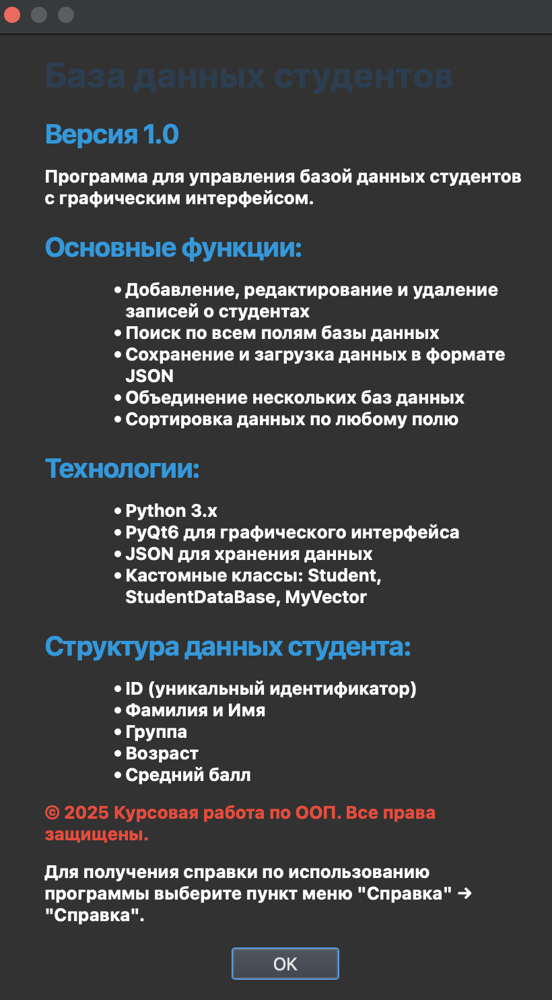 База данных студентов
Версия 1.0
Программа для управления базой данных студентов
с графическим интерфейсом.
Основные функции:
• Добавление, редактирование и удаление
записей о студентах
• Поиск по всем полям базы данных
• Сохранение и загрузка данных в формате
JSON
• Объединение нескольких баз данных
• Сортировка данных по любому полю
Технологии:
• Python 3.x
• PyQt6 для графического интерфейса
• JSON для хранения данных
• Кастомные классы: Student,
StudentDataBase, MyVector
Структура данных студента:
• ID (уникальный идентификатор)
• Фамилия и Имя
• Группа
• Возраст
• Средний балл
© 2025 Курсовая работа по ООП. Все права
защищены.
Для получения справки по использованию
программы выберите пункт меню "Справка" →
"Справка".
OK